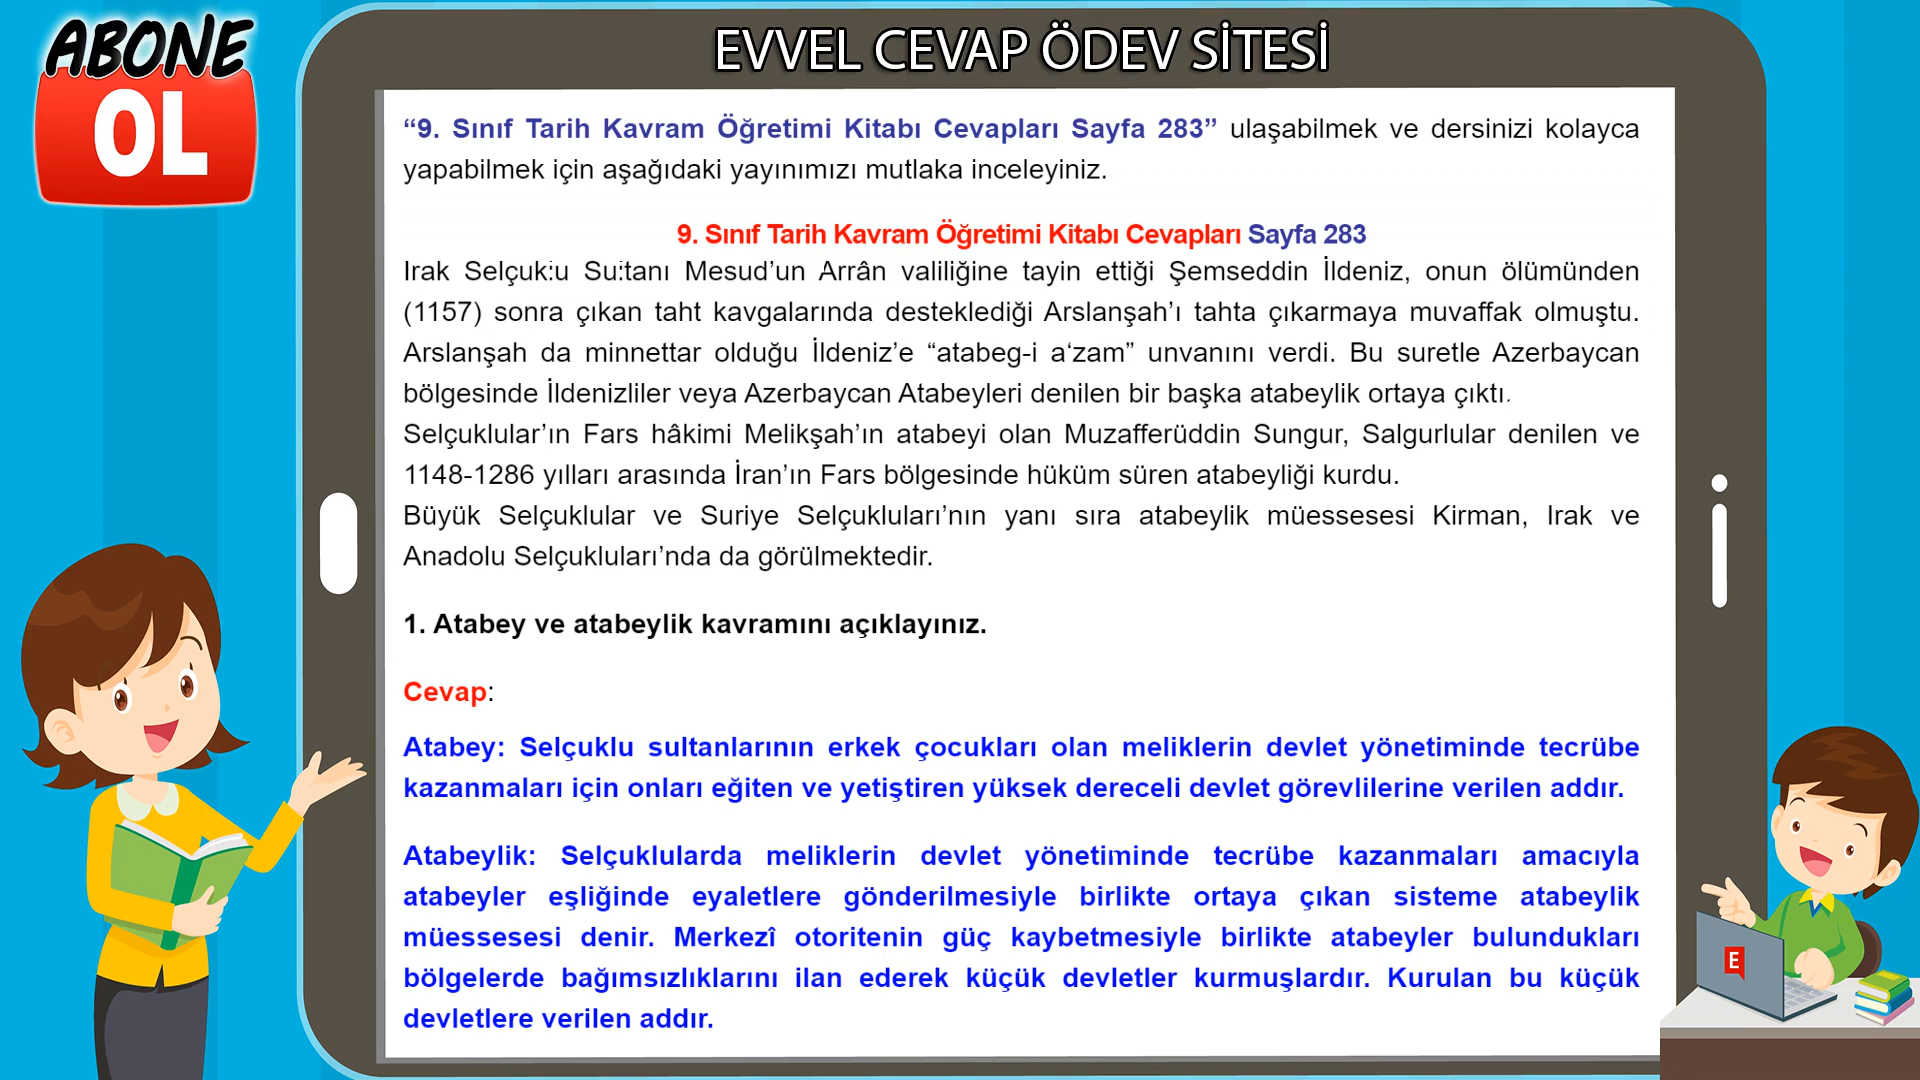 ABONE
OL
EVVEL CEVAP ÖDEV SİTESİ
“9. Sınıf Tarih Kavram Öğretimi Kitabı Cevapları Sayfa 283” ulaşabilmek ve dersinizi kolayca
yapabilmek için aşağıdaki yayınımızı mutlaka inceleyiniz.
9. Sınıf Tarih Kavram Öğretimi Kitabı Cevapları Sayfa 283
Irak Selçuklu Sultanı Mesud’un Arrân valiliğine tayin ettiği Şemseddin İldeniz, onun ölümünden
(1157) sonra çıkan taht kavgalarında desteklediği Arslanşah’ı tahta çıkarmaya muvaffak olmuştu.
Arslanşah da minnettar olduğu İldeniz’e “atabeg-i a‘zam” unvanını verdi. Bu suretle Azerbaycan
bölgesinde İldenizliler veya Azerbaycan Atabeyleri denilen bir başka atabeylik ortaya çıktı.
Selçuklular’ın Fars hâkimi Melikşah’ın atabeyi olan Muzafferüddin Sungur, Salgurlular denilen ve
1148-1286 yılları arasında İran’ın Fars bölgesinde hüküm süren atabeyliği kurdu.
Büyük Selçuklular ve Suriye Selçukluları’nın yanı sıra atabeylik müessesesi Kirman, Irak ve
Anadolu Selçukluları’nda da görülmektedir.
1. Atabey ve atabeylik kavramını açıklayınız.
Cevap:
Atabey: Selçuklu sultanlarının erkek çocukları olan meliklerin devlet yönetiminde tecrübe
kazanmaları için onları eğiten ve yetiştiren yüksek dereceli devlet görevlilerine verilen addır.
Atabeylik: Selçuklularda meliklerin devlet yönetiminde tecrübe kazanmaları amacıyla
atabeyler eşliğinde eyaletlere gönderilmesiyle birlikte ortaya çıkan sisteme atabeylik
müessesesi denir. Merkezî otoritenin güç kaybetmesiyle birlikte atabeyler bulundukları
bölgelerde bağımsızlıklarını ilan ederek küçük devletler kurmuşlardır. Kurulan bu küçük
devletlere verilen addır.
E